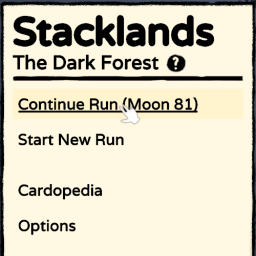 Stacklands
The Dark Forest ?
Continue Run (Moon 81)
Start New Run
Cardopedia
Options